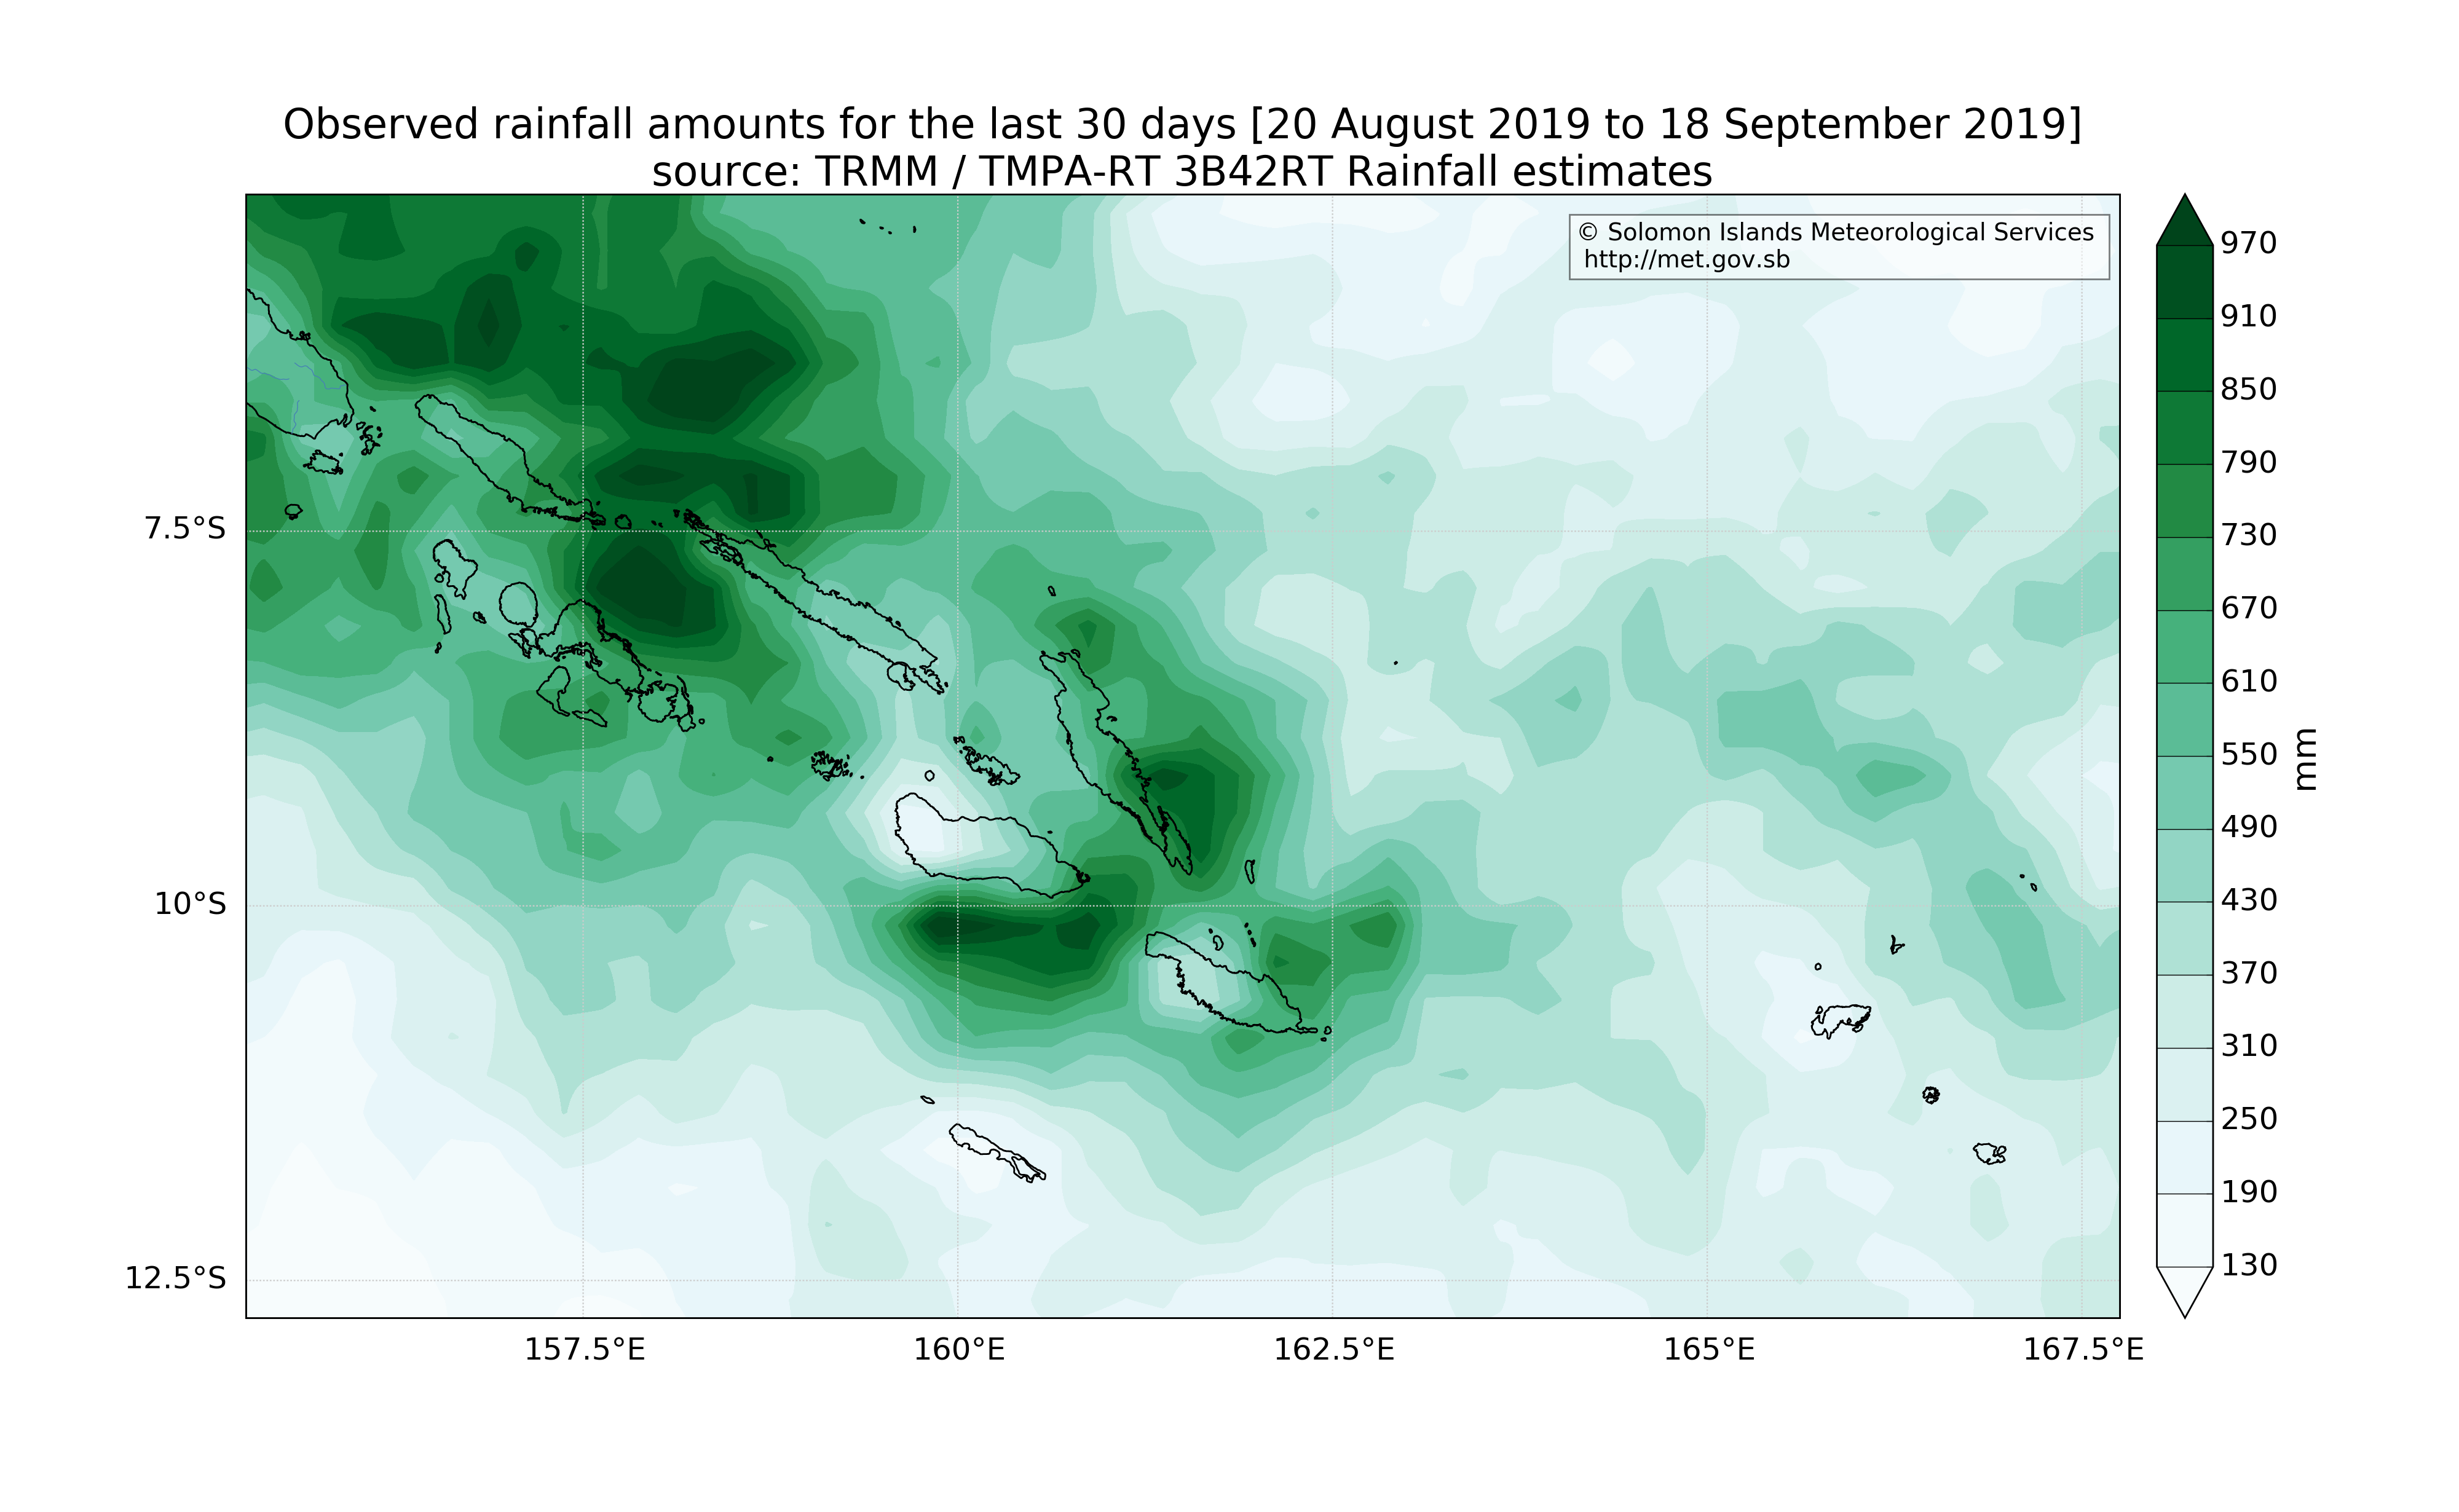 Observed rainfall amounts for the last 30 days [20 August 2019 to 18 September 2019]
source: TRMM / TMPA-RT 3B42RT Rainfall estimates
© Solomon Islands Meteorological Services
http://met.gov.sb
970
910
850
790
730
670
610
550
490
430
370
310
250
190
130
mm
7.5°S
10°S
12.5°S
157.5°E
160°E
162.5°E
165°E
167.5°E